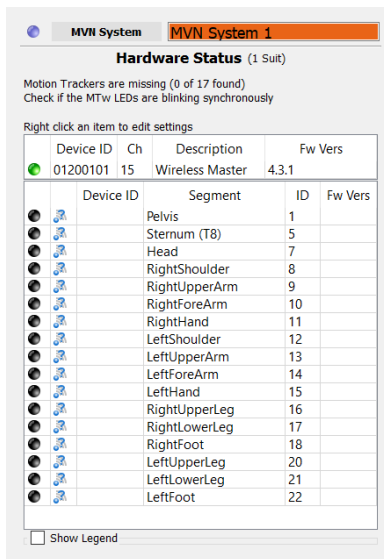 MVN System MVN System 1
Hardware Status (1 Suit)
Motion Trackers are missing (0 of 17 found)
Check if the MTw LEDs are blinking synchronously
Right click an item to edit settings
Device ID Ch Description Fw Vers
01200101 15 Wireless Master 4.3.1
Device ID Segment ID Fw Vers
Pelvis 1
Sternum (T8) 5
Head 7
RightShoulder 8
RightUpperArm 9
RightForeArm 10
RightHand 11
LeftShoulder 12
LeftUpperArm 13
LeftForeArm 14
LeftHand 15
RightUpperLeg 16
RightLowerLeg 17
RightFoot 18
LeftUpperLeg 20
LeftLowerLeg 21
LeftFoot 22
Show Legend